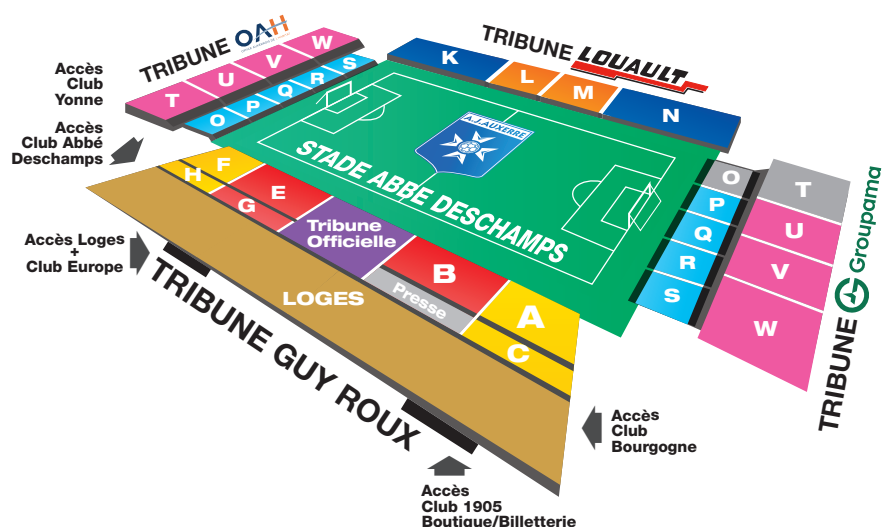 TRIBUNE OAH
W
V
U
T
S
R
Q
P
O
Accès
Club
Yonne
Accès
Club Abbé
Deschamps
TRIBUNE LOUAULT
K
L
M
N
A.J.AUXERRE
STADE ABBE DESCHAMPS
O
P
Q
R
S
T
U
V
W
TRIBUNE Groupama
F
H
E
G
Tribune
Officielle
B
Presse
A
C
LOGES
TRIBUNE GUY ROUX
Accès Loges
+
Club Europe
Accès
Club
Bourgogne
Accès
Club 1905
Boutique/Billetterie